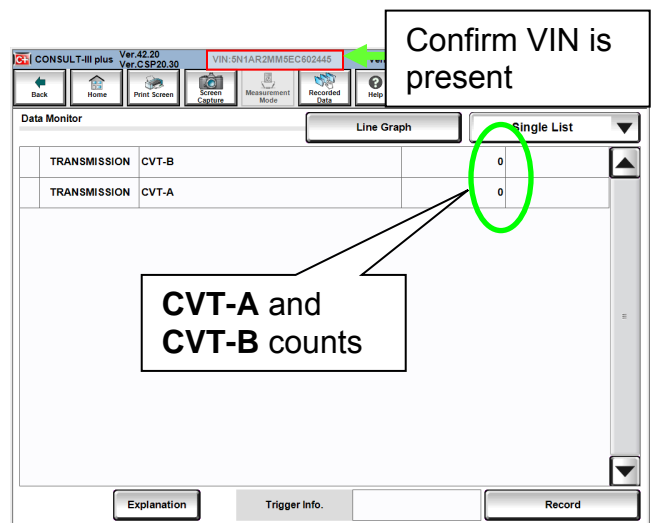 Confirm VIN is
present
C+ CONSULT-III plus Ver.42.20
Ver.CSP20.30
VIN:5N1AR2MM5EC602445
Back
Home
Print Screen
Screen
Capture
Measurement
Mode
Recorded
Data
Help
Data Monitor
Line Graph
Single List
TRANSMISSION CVT-B 0
TRANSMISSION CVT-A 0
CVT-A and
CVT-B counts
Explanation
Trigger Info.
Record